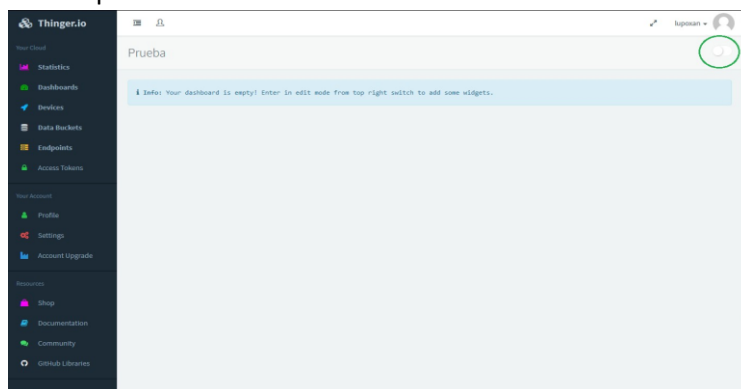 Thinger.io
luposan
Your Cloud
Prueba
Statistics
Dashboards
i Info: Your dashboard is empty! Enter in edit mode from top right switch to add some widgets.
Devices
Data Buckets
Endpoints
Access Tokens
Your Account
Profile
Settings
Account Upgrade
Resources
Shop
Documentation
Community
GitHub Libraries